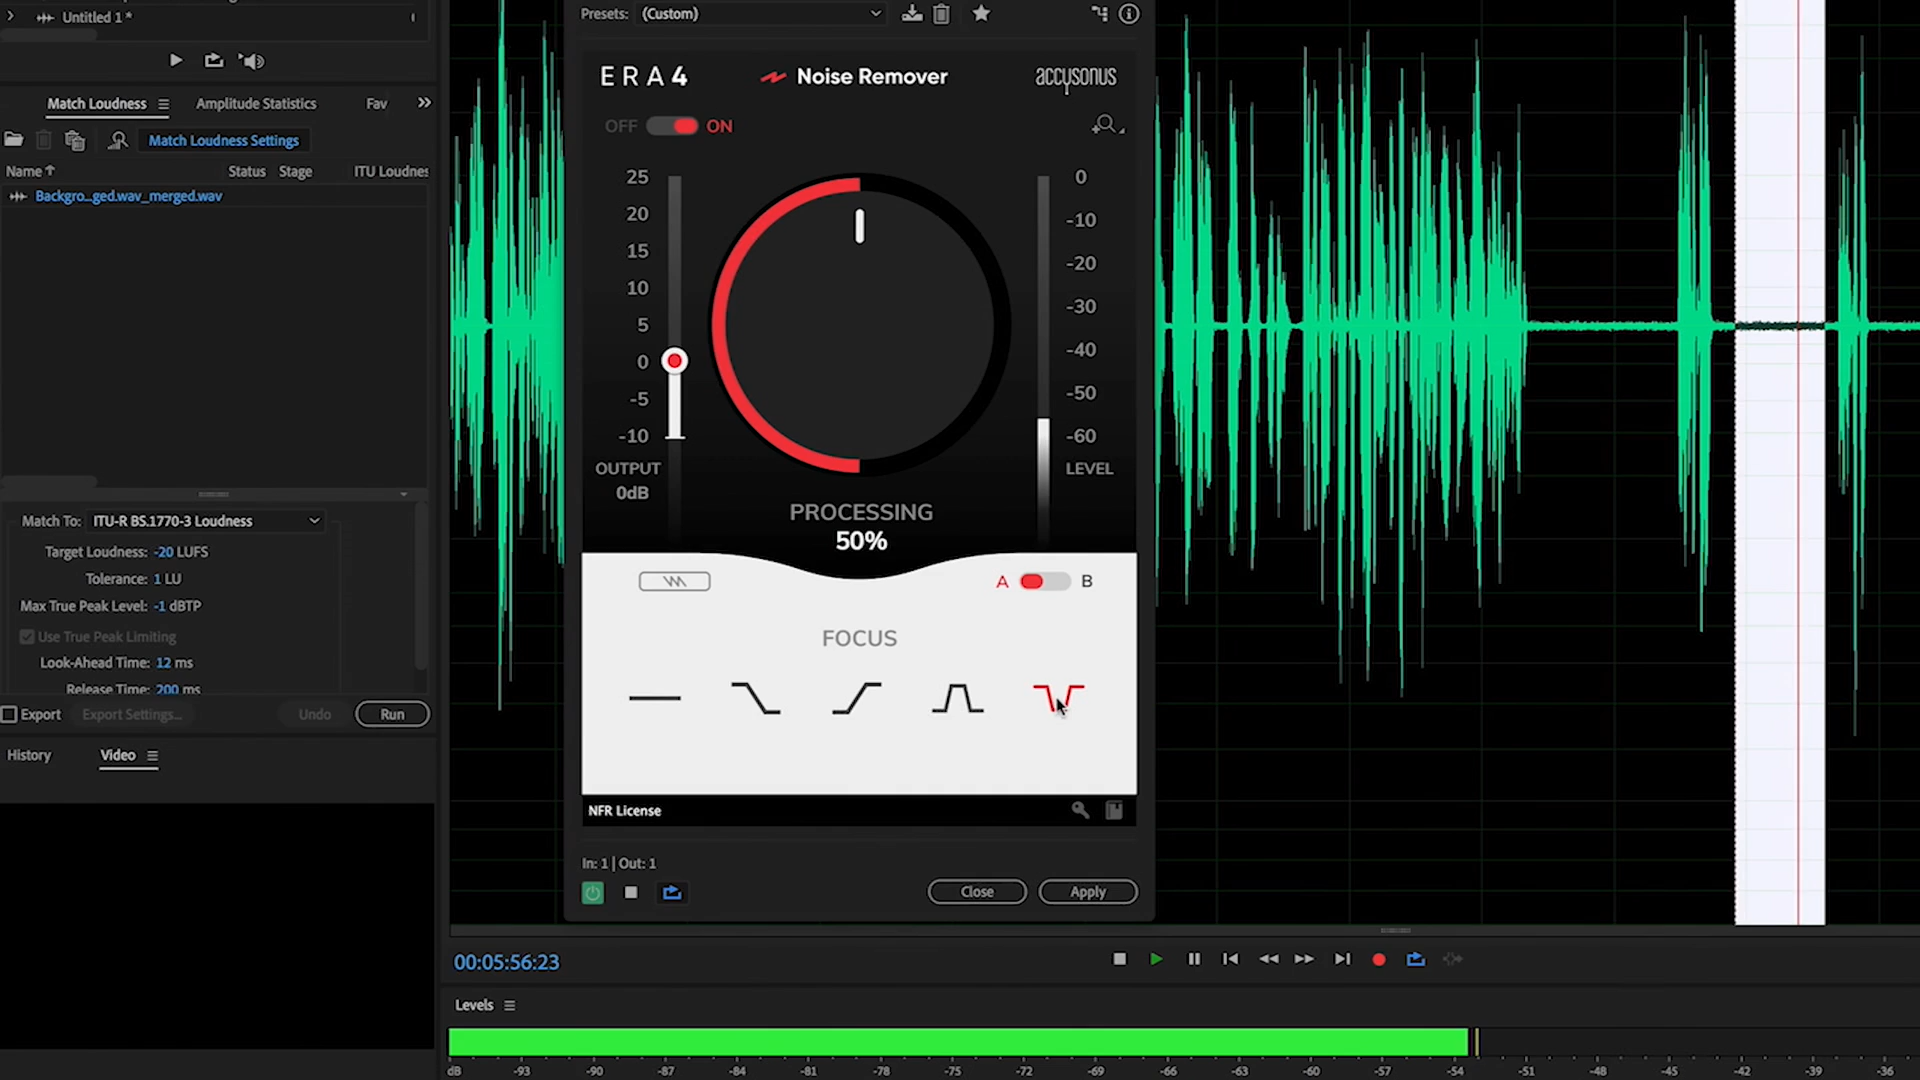 Untitled 1 *
Match Loudness
Amplitude Statistics
Fav
Match Loudness Settings
Name
Status
Stage
ITU Loudnes
Backgro...ged.wav_merged.wav
Match To: ITU-R BS.1770-3 Loudness
Target Loudness: -20 LUFS
Tolerance: 1 LU
Max True Peak Level: -1 dBTP
Use True Peak Limiting
Look-Ahead Time: 12 ms
Release Time: 200 ms
Export
Export Settings...
Undo
Run
History
Video
Presets: (Custom)
ERA4
Noise Remover
accusonus
OFF ON
25
20
15
10
5
0
-5
-10
OUTPUT
0dB
0
-10
-20
-30
-40
-50
-60
LEVEL
PROCESSING
50%
A B
FOCUS
NFR License
In: 1 | Out: 1
Close
Apply
00:05:56:23
Levels
dB -93 -90 -87 -84 -81 -78 -75 -72 -69 -66 -63 -60 -57 -54 -51 -48 -45 -42 -39 -36